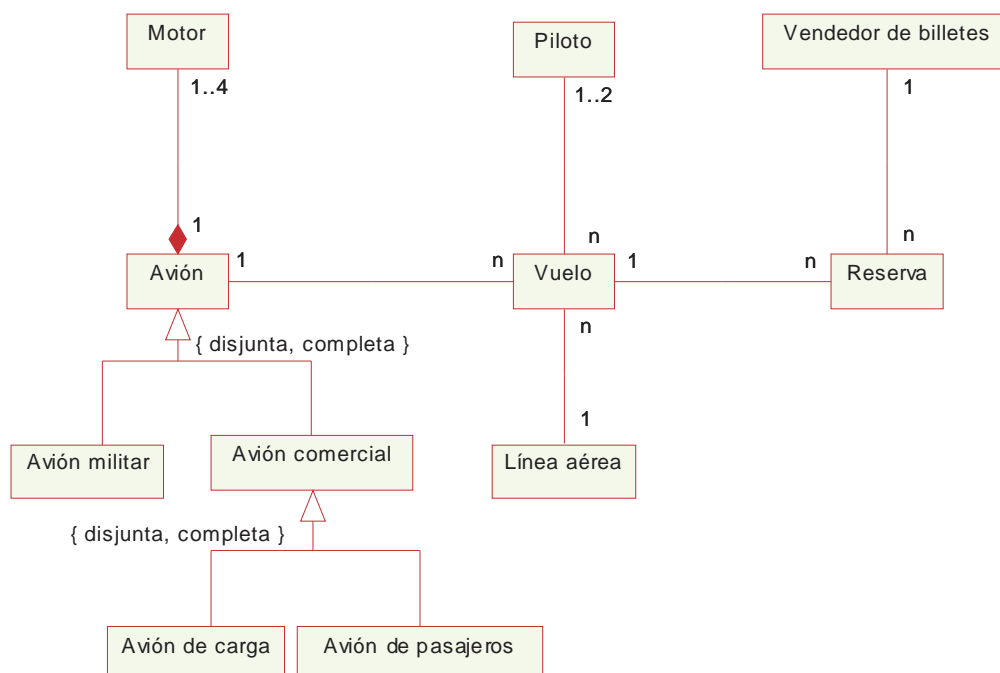 Motor
Piloto
Vendedor de billetes
1..4
1..2
1
1
n
n
Avión
1
n
Vuelo
1
n
Reserva
{ disjunta, completa }
n
1
Avión militar
Avión comercial
Línea aérea
{ disjunta, completa }
Avión de carga
Avión de pasajeros